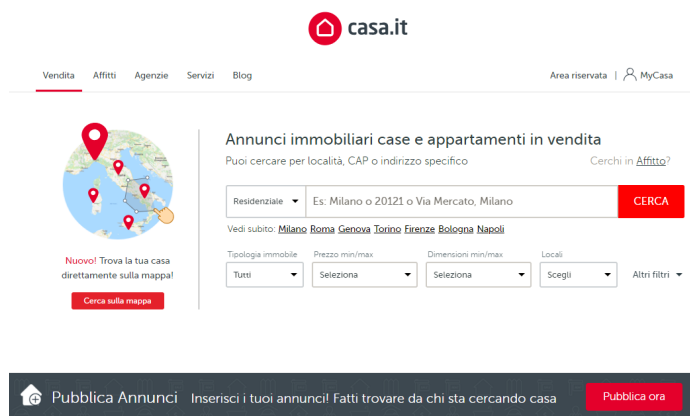 casa.it
Vendita Affitti Agenzie Servizi Blog Area riservata | MyCasa
Annunci immobiliari case e appartamenti in vendita
Puoi cercare per località, CAP o indirizzo specifico Cerchi in Affitto?
Residenziale Es: Milano o 20121 o Via Mercato, Milano CERCA
Vedi subito: Milano Roma Genova Torino Firenze Bologna Napoli
Tipologia immobile Prezzo min/max Dimensioni min/max Locali
Tutti Seleziona Seleziona Scegli Altri filtri
Nuovo! Trova la tua casa
direttamente sulla mappa!
Cerca sulla mappa
Pubblica Annunci Inserisci i tuoi annunci! Fatti trovare da chi sta cercando casa Pubblica ora